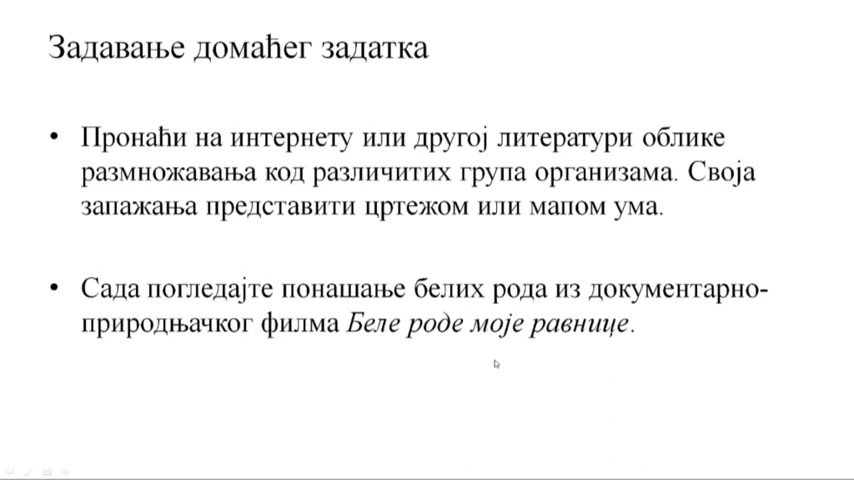 Задавање домаћег задатка
• Пронаћи на интернету или другој литератури облике
размножавања код различитих група организама. Своја
запажања представити цртежом или мапом ума.
• Сада погледајте понашање белих рода из документарно-
природњачког филма Беле роде моје равнице.